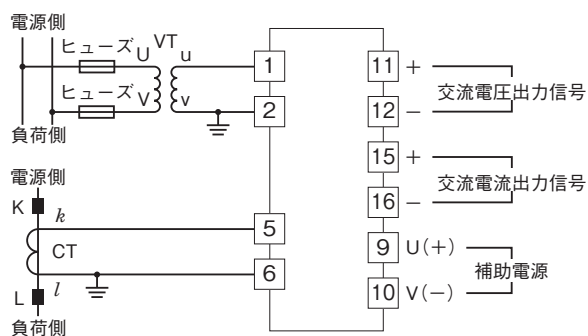 電源側
ヒューズ U VT u
1
ヒューズ V v
2
負荷側
電源側
K k
CT
L l
負荷側
5
6
11 +
12 −
交流電圧出力信号
15 +
16 −
交流電流出力信号
9 U(+)
10 V(−)
補助電源